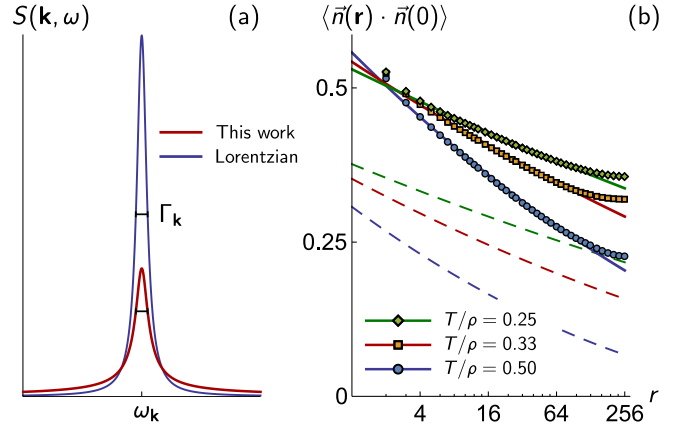 S(k, ω) (a)
This work
Lorentzian
Γk
ωk
⟨n⃗(r) · n⃗(0)⟩ (b)
0.5
0.25
T/ρ = 0.25
T/ρ = 0.33
T/ρ = 0.50
0
4 16 64 256
r